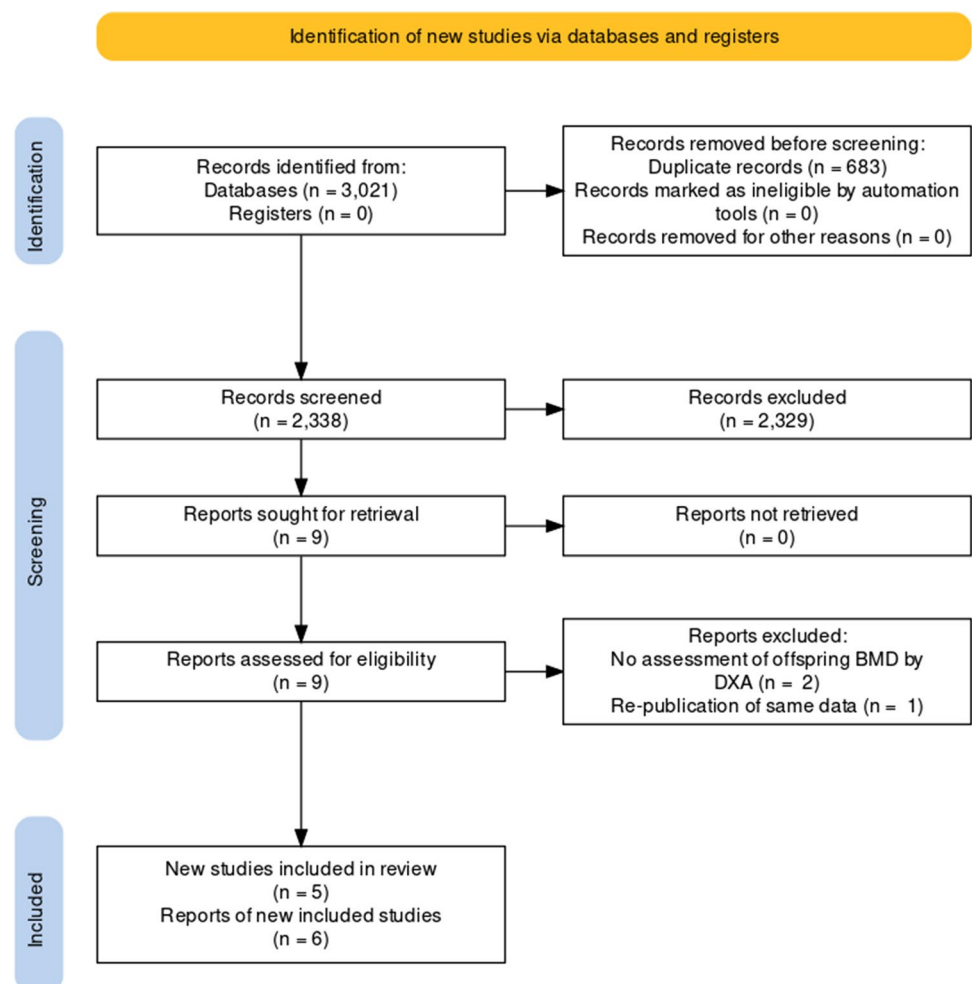 Identification of new studies via databases and registers
Identification
Records identified from:
Databases (n = 3,021)
Registers (n = 0)
Records removed before screening:
Duplicate records (n = 683)
Records marked as ineligible by automation
tools (n = 0)
Records removed for other reasons (n = 0)
Screening
Records screened
(n = 2,338)
Records excluded
(n = 2,329)
Reports sought for retrieval
(n = 9)
Reports not retrieved
(n = 0)
Reports assessed for eligibility
(n = 9)
Reports excluded:
No assessment of offspring BMD by
DXA (n = 2)
Re-publication of same data (n = 1)
Included
New studies included in review
(n = 5)
Reports of new included studies
(n = 6)